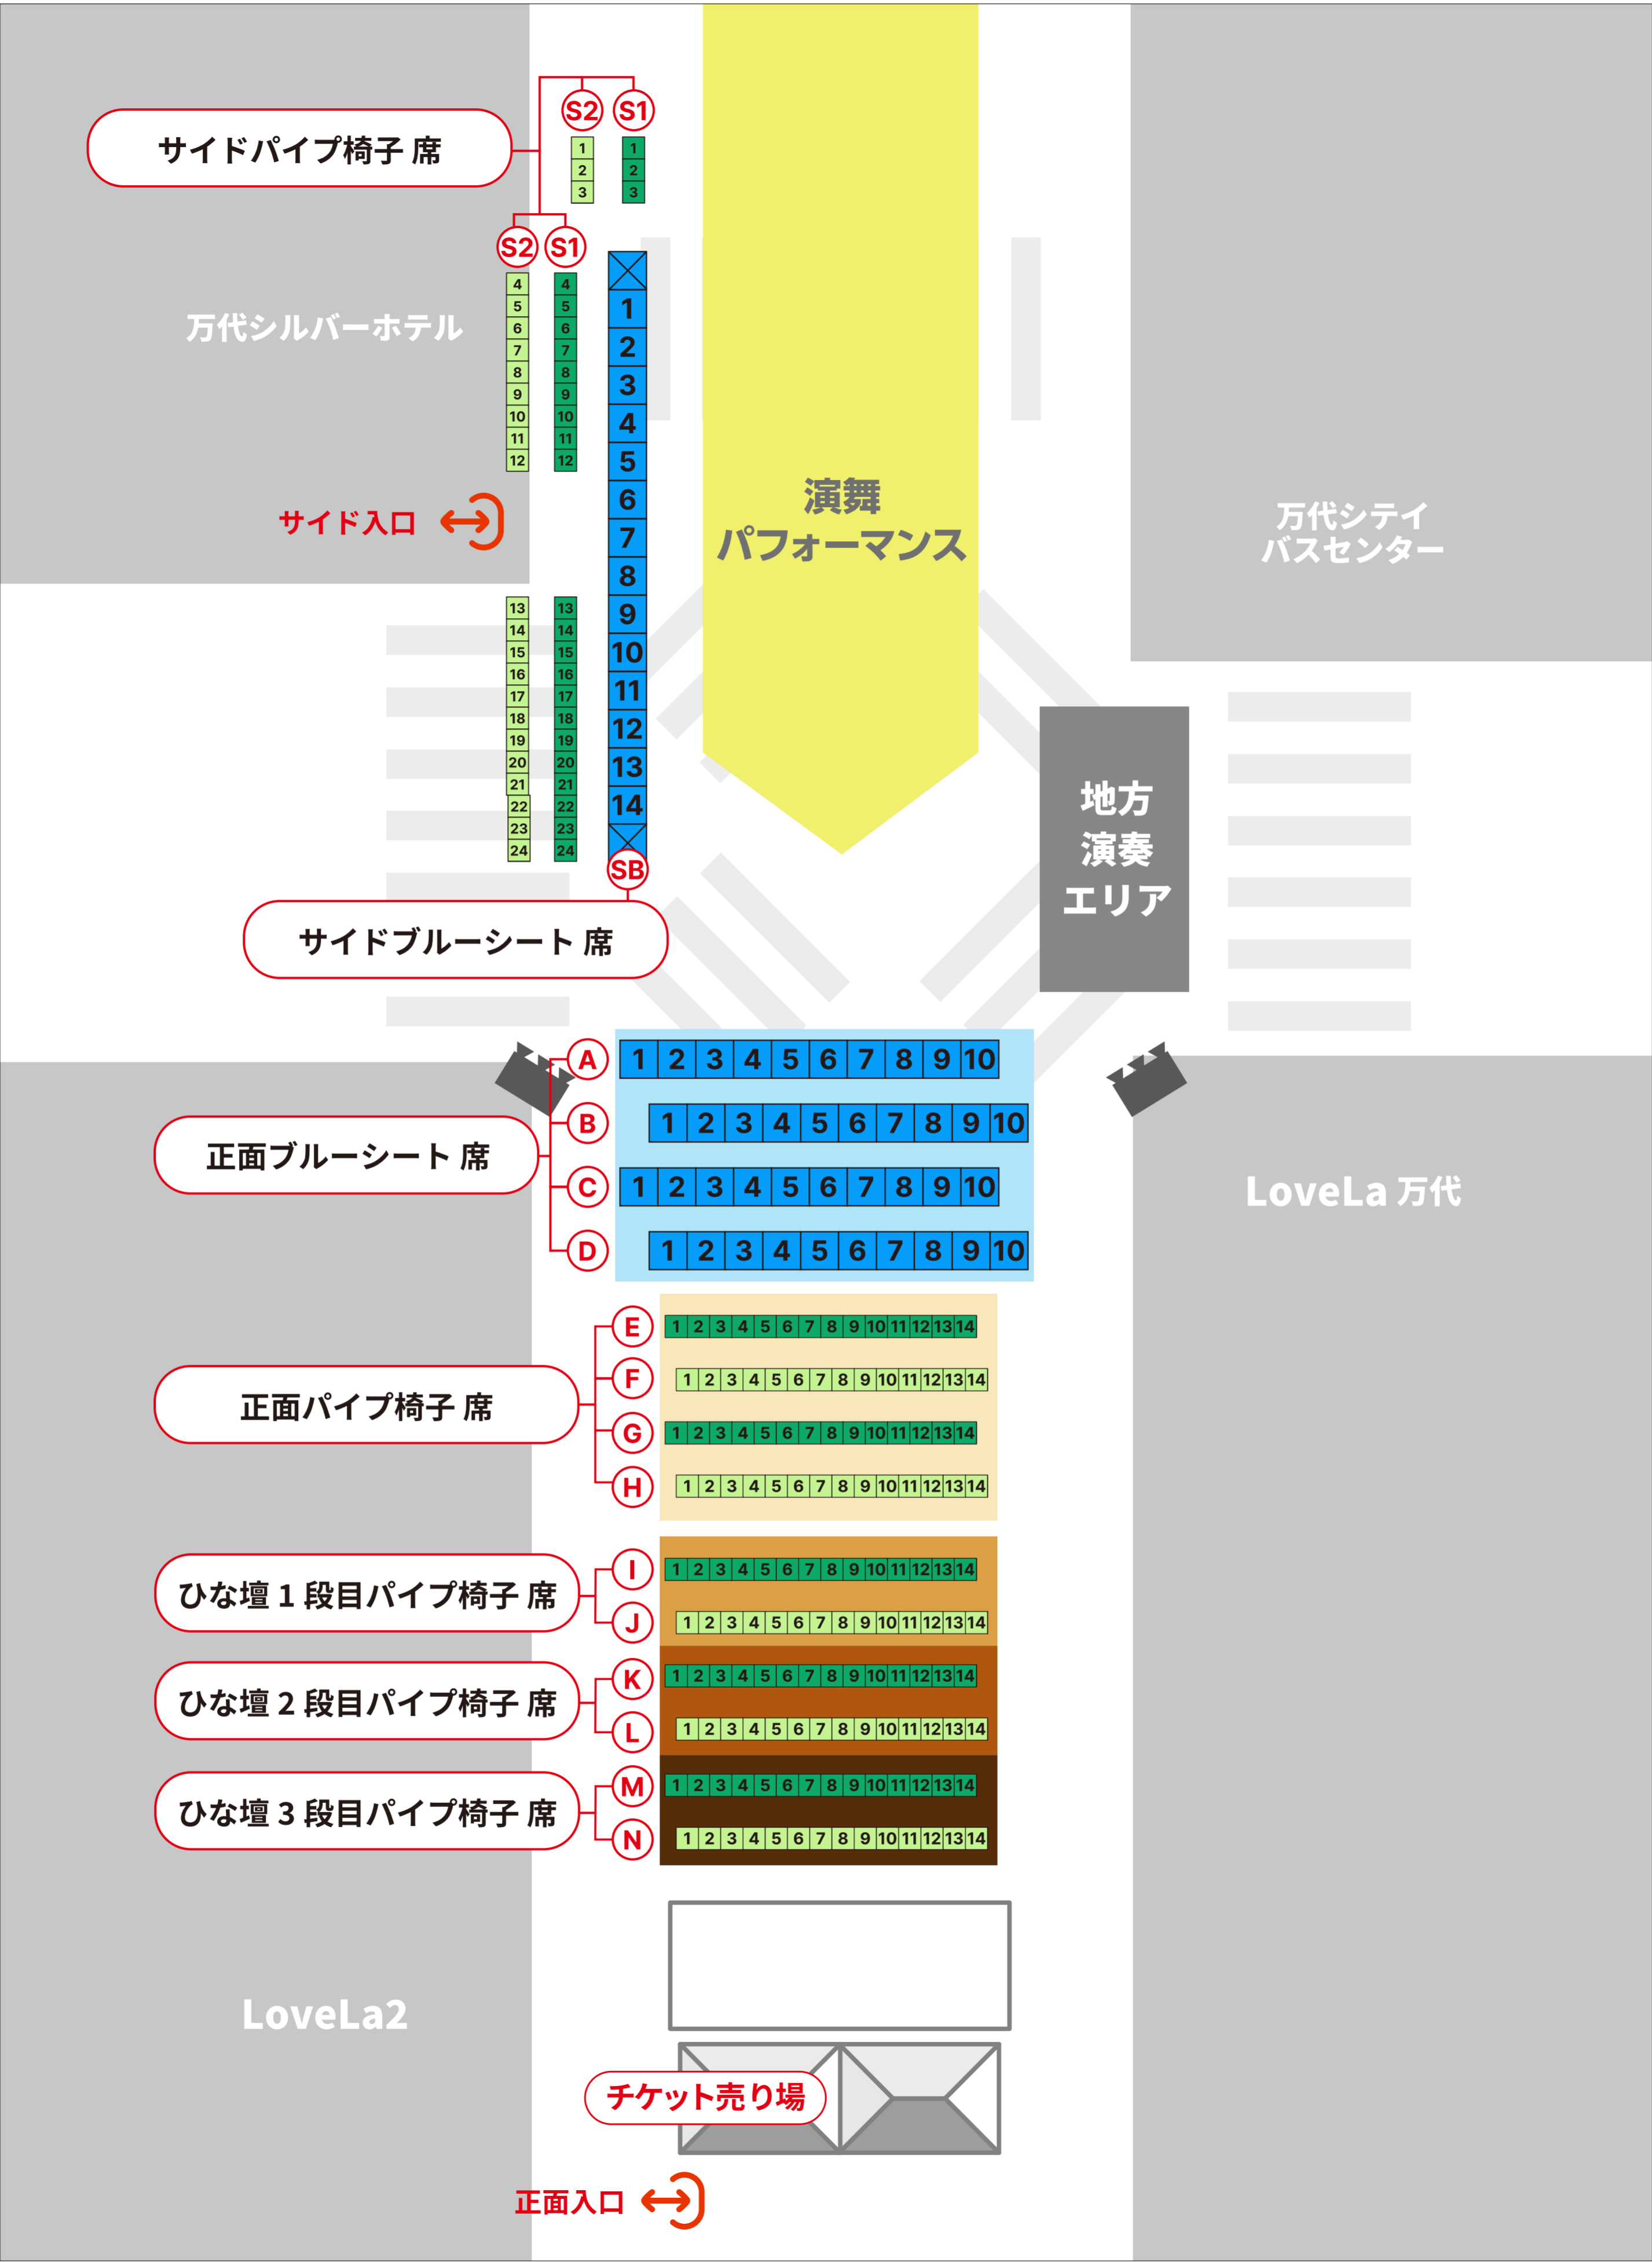 S2 S1
サイドパイプ椅子 席
1 1
2 2
3 3
S2 S1
4 4
5 5
6 6
7 7
8 8
9 9
10 10
11 11
12 12
万代シルバーホテル
サイド入口
13 13
14 14
15 15
16 16
17 17
18 18
19 19
20 20
21 21
22 22
23 23
24 24
1
2
3
4
5
6
7
8
9
10
11
12
13
14
SB
サイドブルーシート 席
演舞
パフォーマンス
万代シテイ
バスセンター
地方
演奏
エリア
正面ブルーシート 席
A 1 2 3 4 5 6 7 8 9 10
B 1 2 3 4 5 6 7 8 9 10
C 1 2 3 4 5 6 7 8 9 10
D 1 2 3 4 5 6 7 8 9 10
LoveLa 万代
正面パイプ椅子 席
E 1 2 3 4 5 6 7 8 9 10 11 12 13 14
F 1 2 3 4 5 6 7 8 9 10 11 12 13 14
G 1 2 3 4 5 6 7 8 9 10 11 12 13 14
H 1 2 3 4 5 6 7 8 9 10 11 12 13 14
ひな壇 1 段目パイプ椅子 席
I 1 2 3 4 5 6 7 8 9 10 11 12 13 14
J 1 2 3 4 5 6 7 8 9 10 11 12 13 14
ひな壇 2 段目パイプ椅子 席
K 1 2 3 4 5 6 7 8 9 10 11 12 13 14
L 1 2 3 4 5 6 7 8 9 10 11 12 13 14
ひな壇 3 段目パイプ椅子 席
M 1 2 3 4 5 6 7 8 9 10 11 12 13 14
N 1 2 3 4 5 6 7 8 9 10 11 12 13 14
LoveLa2
チケット売り場
正面入口